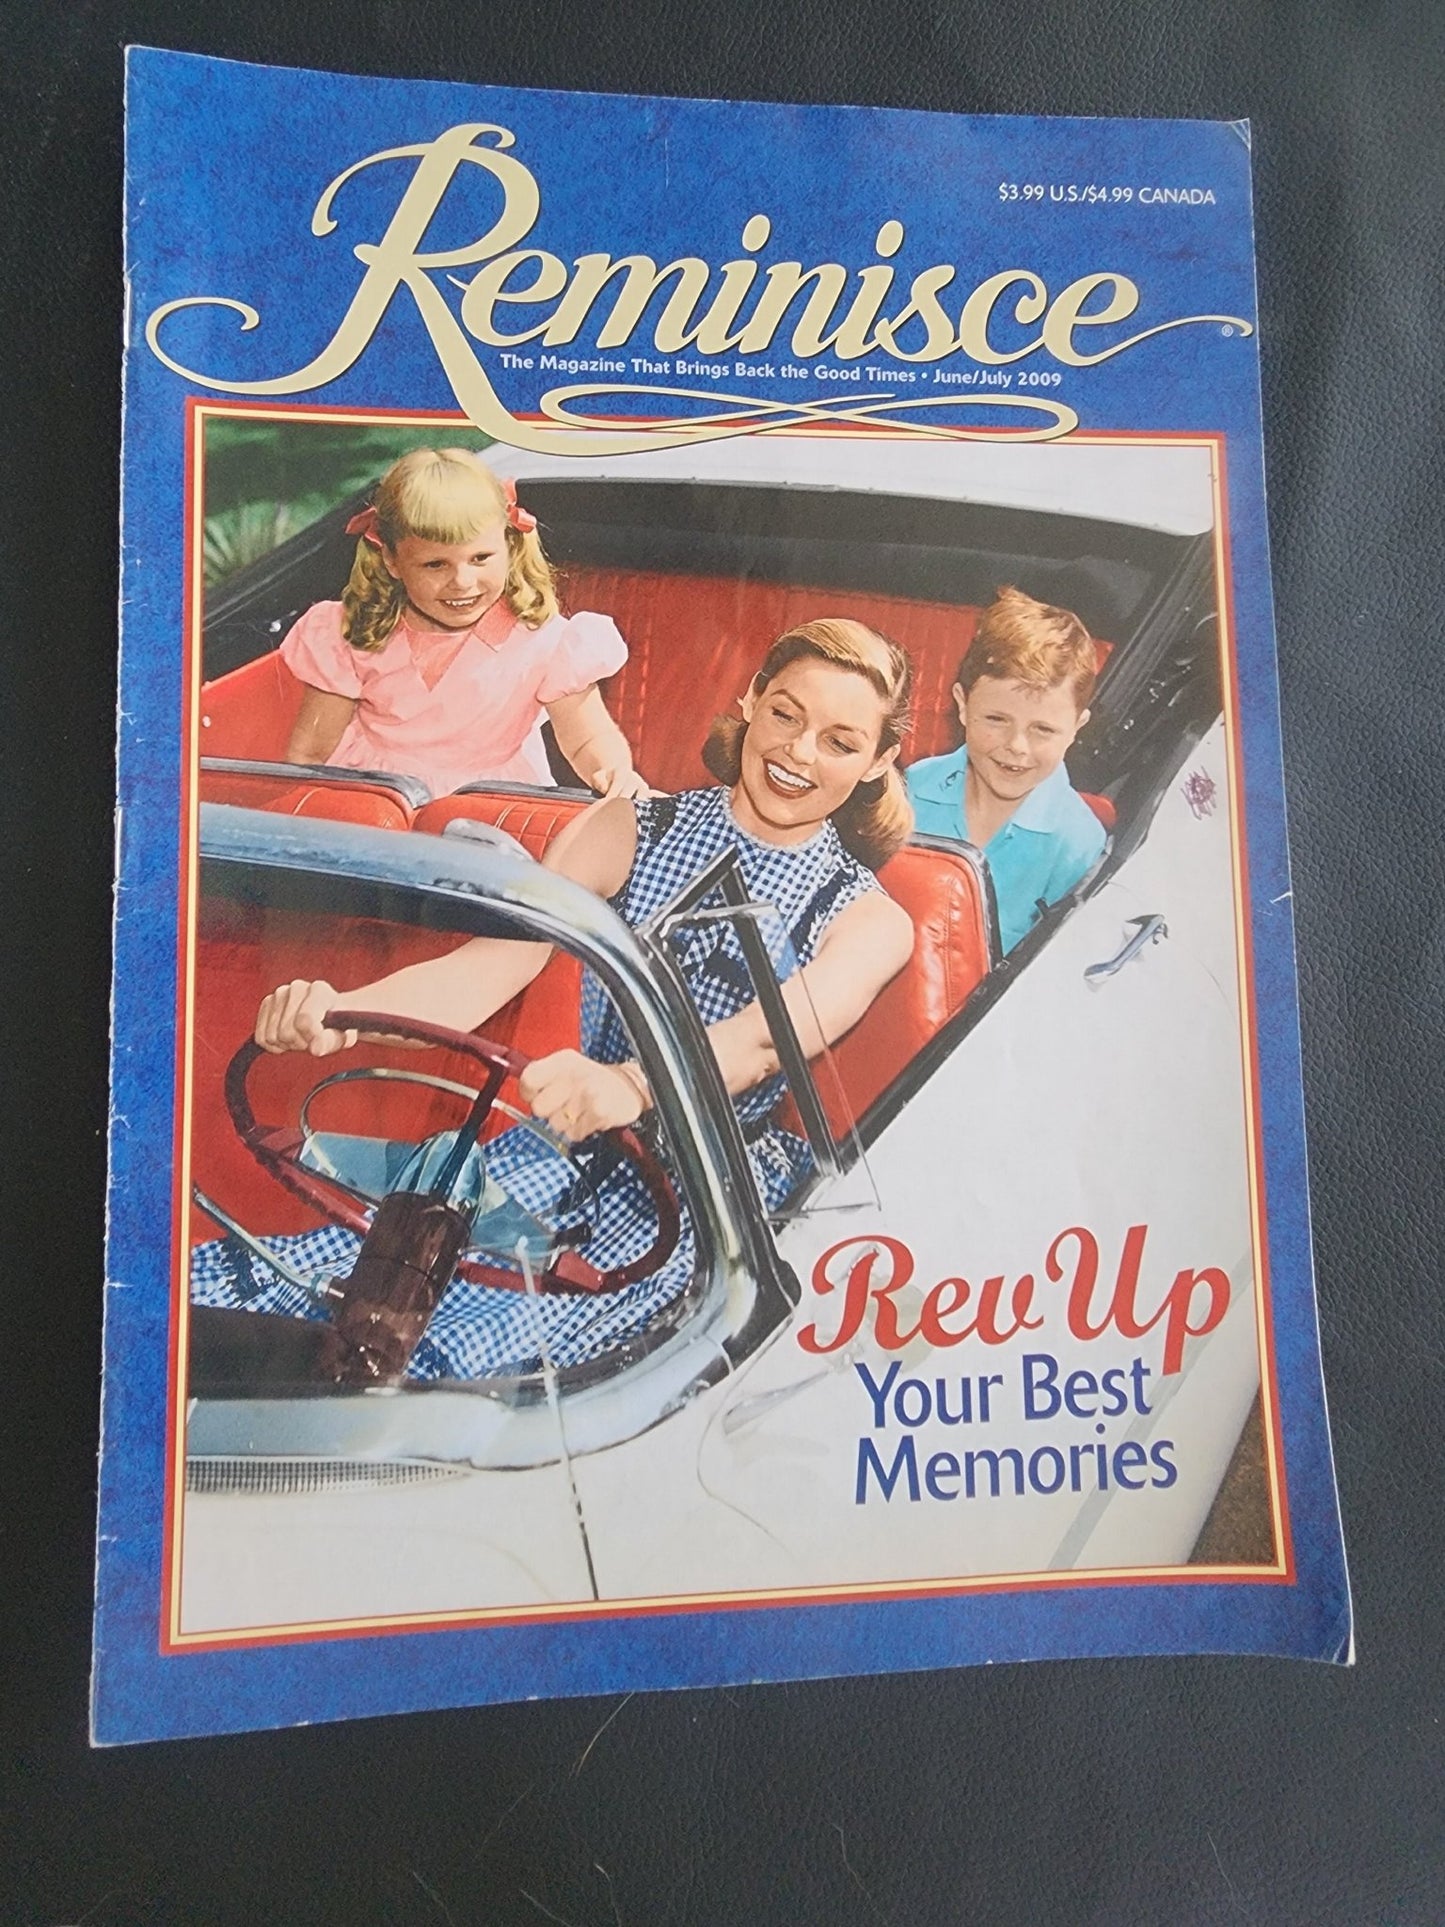 $3.99 U.S./$4.99 CANADA
Reminisce®
The Magazine That Brings Back the Good Times • June/July 2009
Rev Up
Your Best
Memories